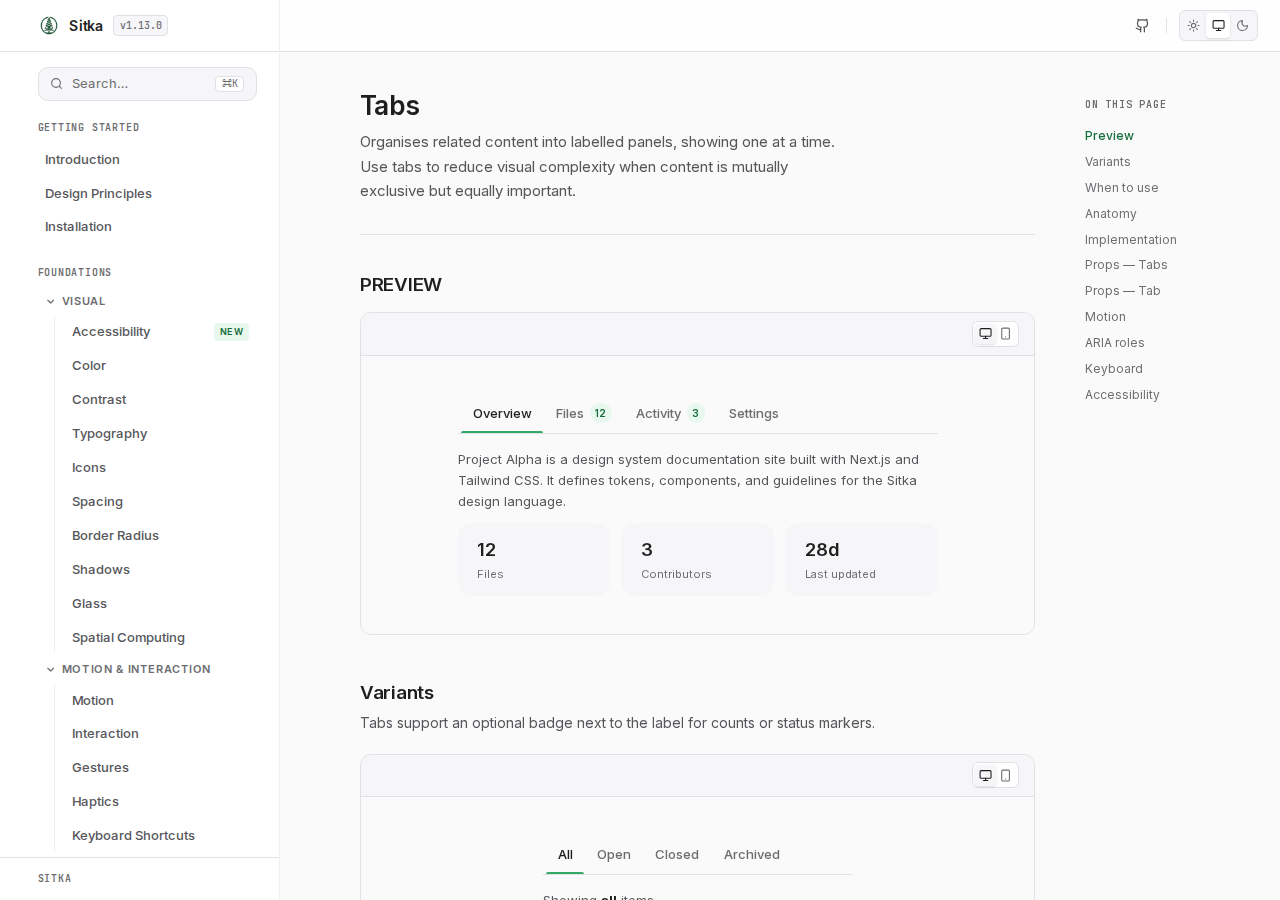 Sitka v1.13.0
Search... ⌘K
GETTING STARTED
Introduction
Design Principles
Installation
FOUNDATIONS
VISUAL
Accessibility NEW
Color
Contrast
Typography
Icons
Spacing
Border Radius
Shadows
Glass
Spatial Computing
MOTION & INTERACTION
Motion
Interaction
Gestures
Haptics
Keyboard Shortcuts
SITKA
Tabs
Organises related content into labelled panels, showing one at a time.
Use tabs to reduce visual complexity when content is mutually
exclusive but equally important.
PREVIEW
Overview Files 12 Activity 3 Settings
Project Alpha is a design system documentation site built with Next.js and
Tailwind CSS. It defines tokens, components, and guidelines for the Sitka
design language.
12 3 28d
Files Contributors Last updated
Variants
Tabs support an optional badge next to the label for counts or status markers.
All Open Closed Archived
Showing all items
ON THIS PAGE
Preview
Variants
When to use
Anatomy
Implementation
Props — Tabs
Props — Tab
Motion
ARIA roles
Keyboard
Accessibility